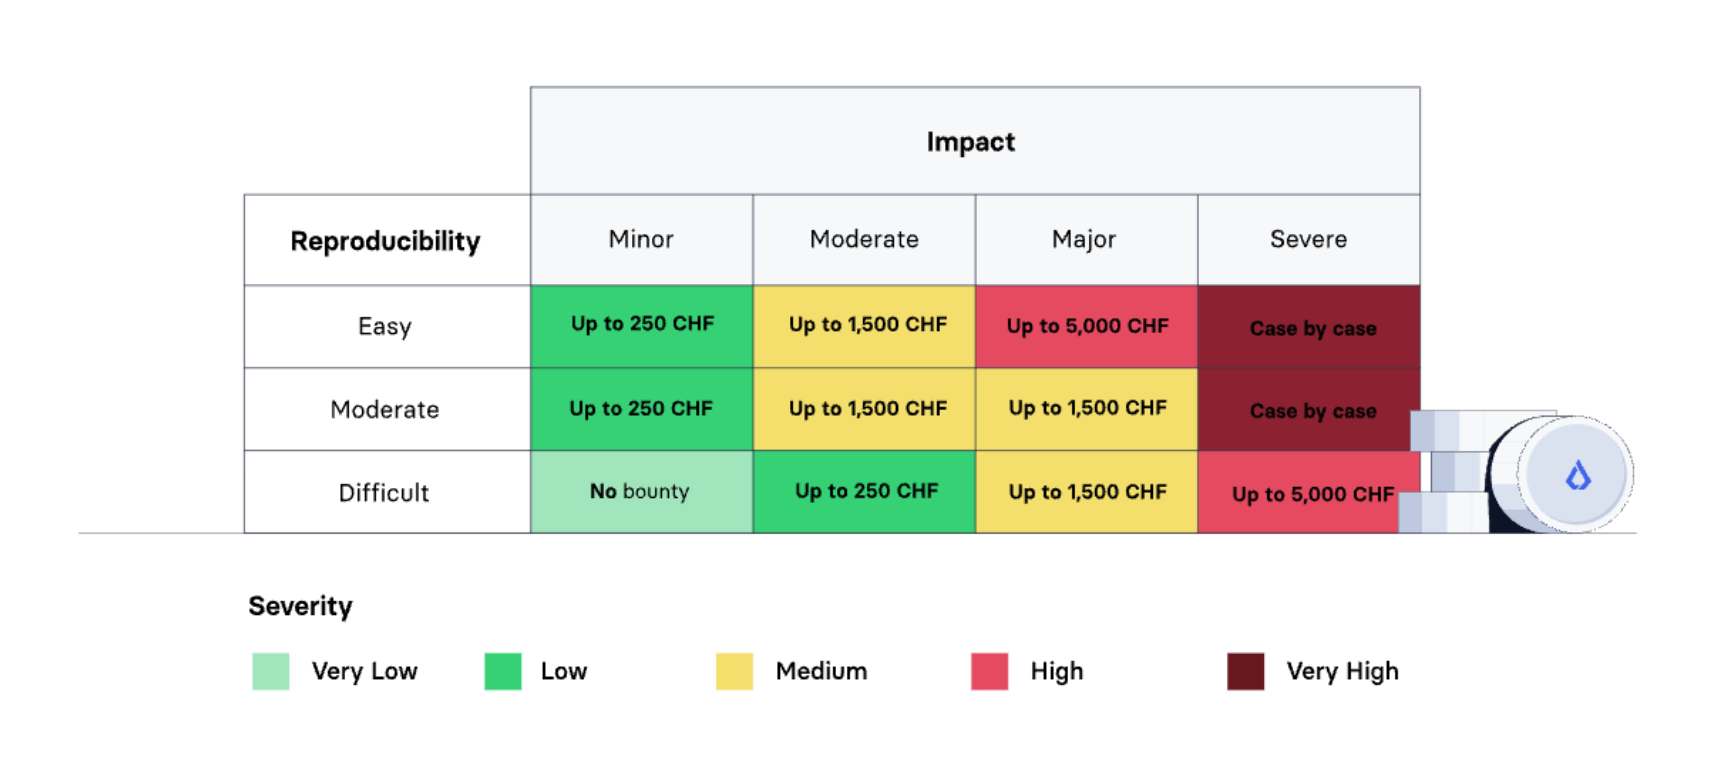 Impact
Reproducibility Minor Moderate Major Severe
Easy Up to 250 CHF Up to 1,500 CHF Up to 5,000 CHF Case by case
Moderate Up to 250 CHF Up to 1,500 CHF Up to 1,500 CHF Case by case
Difficult No bounty Up to 250 CHF Up to 1,500 CHF Up to 5,000 CHF
Severity
Very Low Low Medium High Very High